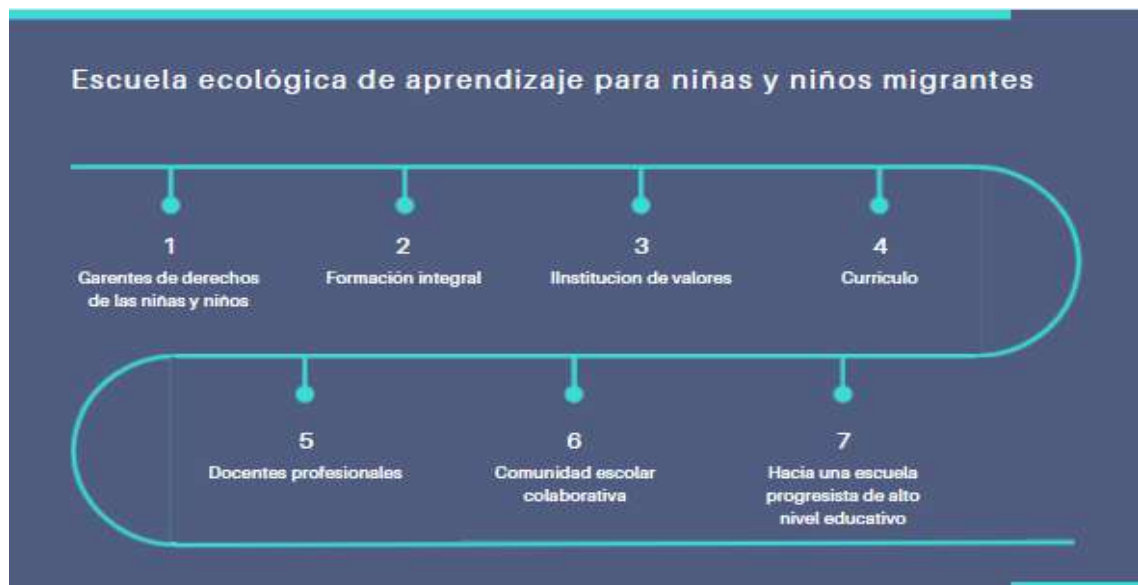 Escuela ecológica de aprendizaje para niñas y niños migrantes
1
Garentes de derechos
de las niñas y niños
2
Formación integral
3
IInstitucion de valores
4
Curriculo
5
Docentes profesionales
6
Comunidad escolar
colaborativa
7
Hacia una escuela
progresista de alto
nivel educativo